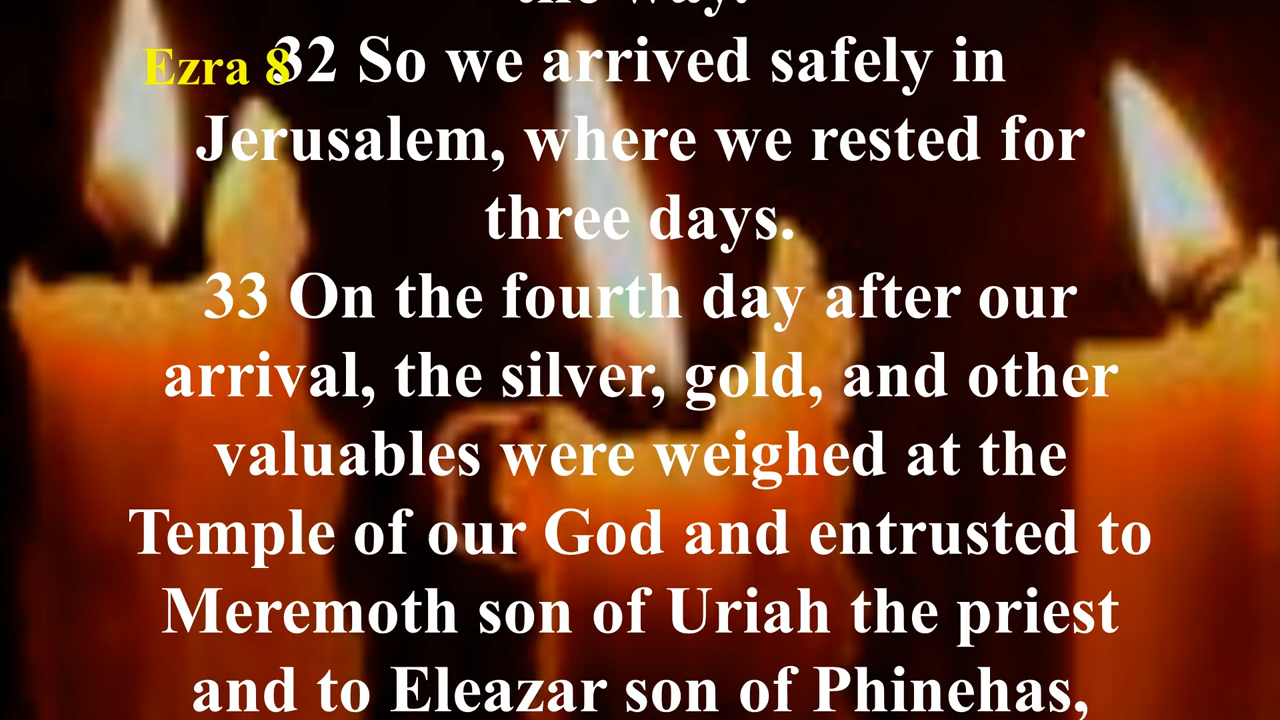 the way.
Ezra 8
32 So we arrived safely in
Jerusalem, where we rested for
three days.
33 On the fourth day after our
arrival, the silver, gold, and other
valuables were weighed at the
Temple of our God and entrusted to
Meremoth son of Uriah the priest
and to Eleazar son of Phinehas,